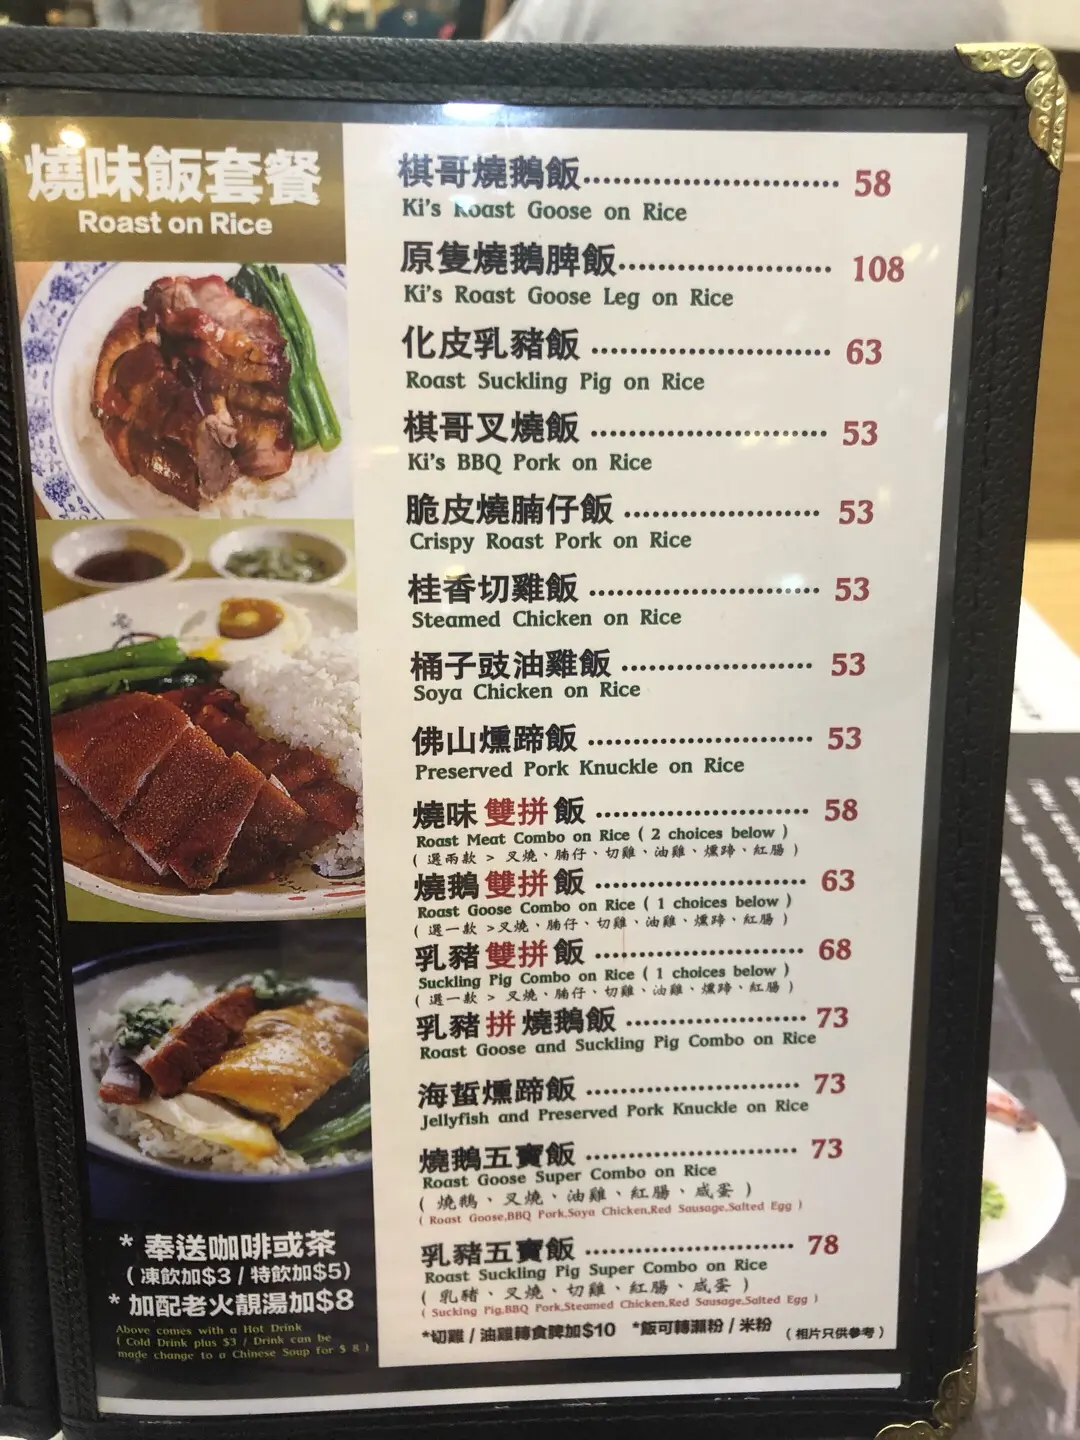 燒味飯套餐
Roast on Rice
棋哥燒鵝飯 58
Ki's Roast Goose on Rice
原隻燒鵝脾飯 108
Ki's Roast Goose Leg on Rice
化皮乳豬飯 63
Roast Suckling Pig on Rice
棋哥叉燒飯 53
Ki's BBQ Pork on Rice
脆皮燒腩仔飯 53
Crispy Roast Pork on Rice
桂香切雞飯 53
Steamed Chicken on Rice
桶子豉油雞飯 53
Soya Chicken on Rice
佛山燻蹄飯 53
Preserved Pork Knuckle on Rice
燒味雙拼飯 58
Roast Meat Combo on Rice ( 2 choices below )
( 選兩款 > 叉燒、腩仔、切雞、油雞、燻蹄、紅腸 )
燒鵝雙拼飯 63
Roast Goose Combo on Rice ( 1 choices below )
( 選一款 >叉燒、腩仔、切雞、油雞、燻蹄、紅腸 )
乳豬雙拼飯 68
Suckling Pig Combo on Rice ( 1 choices below )
( 選一款 > 叉燒、腩仔、切雞、油雞、燻蹄、紅腸 )
乳豬拼燒鵝飯 73
Roast Goose and Suckling Pig Combo on Rice
海蜇燻蹄飯 73
Jellyfish and Preserved Pork Knuckle on Rice
燒鵝五寶飯 73
Roast Goose Super Combo on Rice
( 燒鵝、叉燒、油雞、紅腸、咸蛋 )
( Roast Goose,BBQ Pork,Soya Chicken,Red Sausage,Salted Egg )
乳豬五寶飯 78
Roast Suckling Pig Super Combo on Rice
( 乳豬、叉燒、切雞、紅腸、咸蛋 )
( Sucking Pig,BBQ Pork,Steamed Chicken,Red Sausage,Salted Egg )
*切雞 / 油雞轉食脾加$10 *飯可轉瀨粉 / 米粉 ( 相片只供參考 )
* 奉送咖啡或茶
( 凍飲加$3 / 特飲加$5)
* 加配老火靚湯加$8
Above comes with a Hot Drink
( Cold Drink plus $3 / Drink can be
made change to a Chinese Soup for $ 8 )